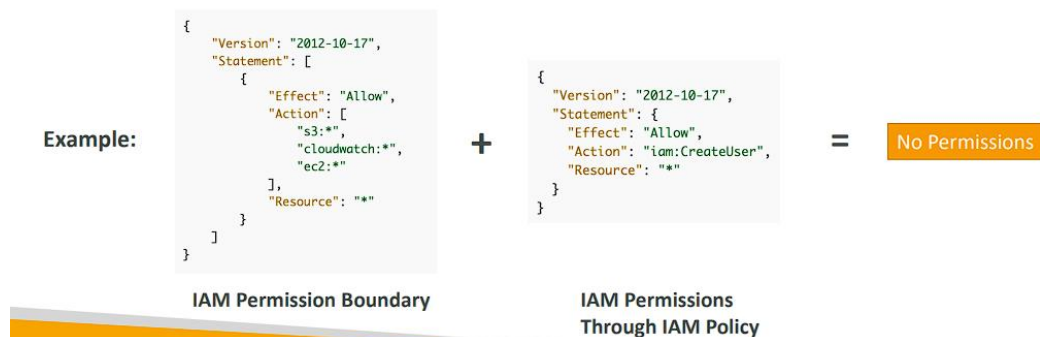 Example:
{
    "Version": "2012-10-17",
    "Statement": [
        {
            "Effect": "Allow",
            "Action": [
                "s3:*",
                "cloudwatch:*",
                "ec2:*"
            ],
            "Resource": "*"
        }
    ]
}
IAM Permission Boundary
+
{
  "Version": "2012-10-17",
  "Statement": {
    "Effect": "Allow",
    "Action": "iam:CreateUser",
    "Resource": "*"
  }
}
IAM Permissions
Through IAM Policy
=
No Permissions